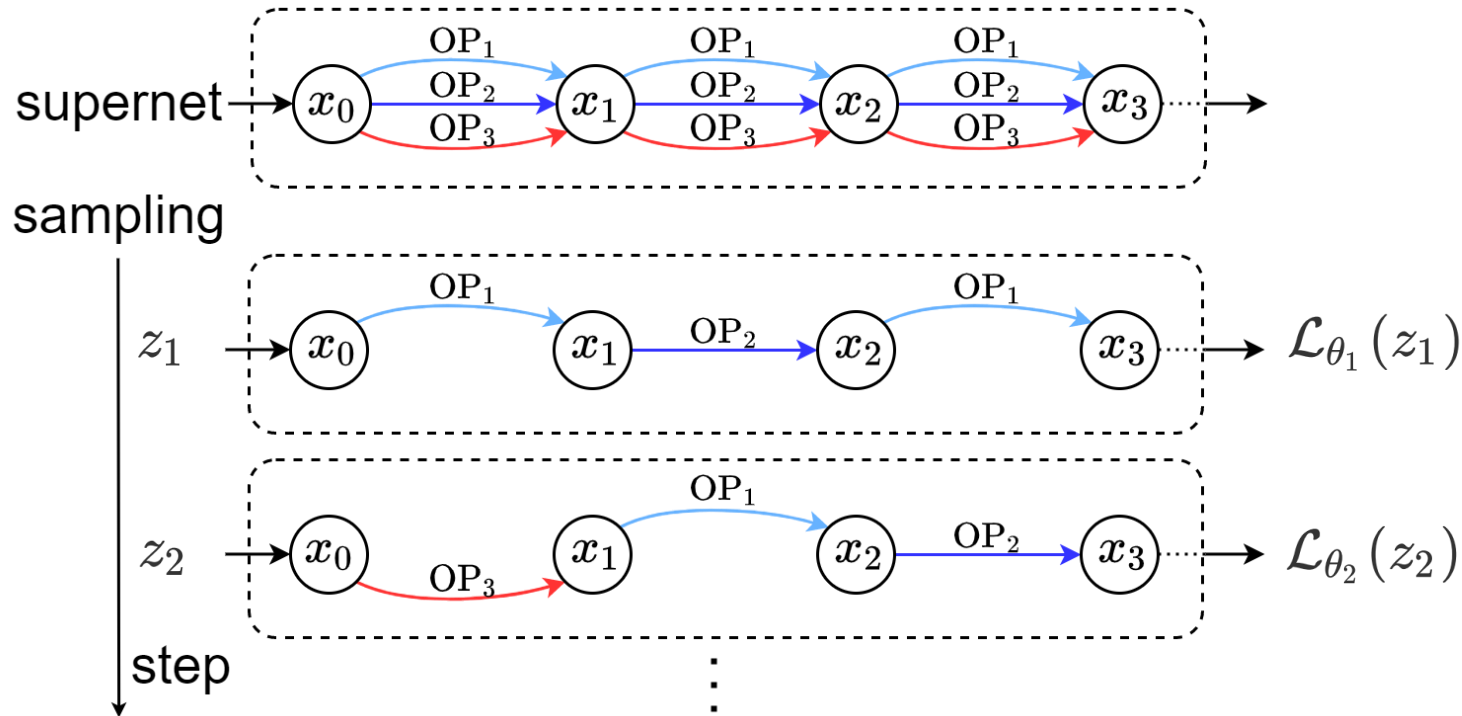 OP₁ OP₁ OP₁
supernet x₀ OP₂ x₁ OP₂ x₂ OP₂ x₃
OP₃ OP₃ OP₃
sampling
OP₁ OP₁
z₁ x₀ x₁ OP₂ x₂ x₃ ℒ_θ₁ (z₁)
OP₁
z₂ x₀ x₁ x₂ OP₂ x₃ ℒ_θ₂ (z₂)
OP₃
step
⋮